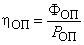 η_ОП = Φ_ОП / P_ОП